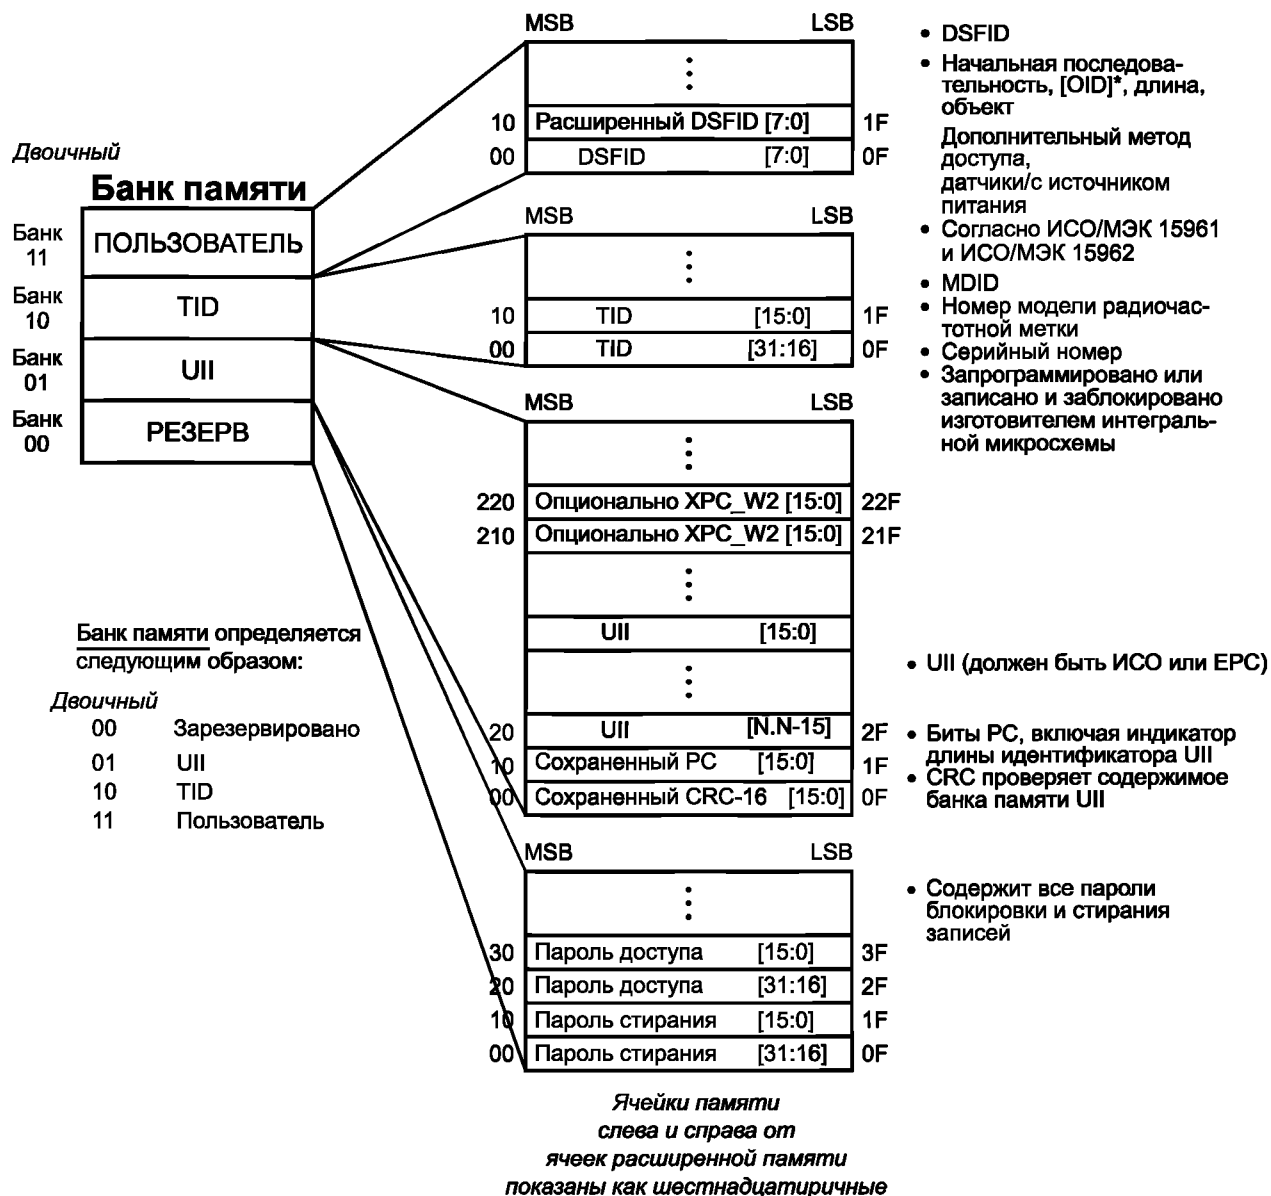 MSB LSB
10 Расширенный DSFID [7:0] 1F
00 DSFID [7:0] 0F
• DSFID
• Начальная последова-
тельность, [OID]*, длина,
объект
Дополнительный метод
доступа,
датчики/с источником
питания
• Согласно ИСО/МЭК 15961
и ИСО/МЭК 15962
Двоичный
Банк памяти
Банк
11
ПОЛЬЗОВАТЕЛЬ
Банк
10
TID
Банк
01
UII
Банк
00
РЕЗЕРВ
MSB LSB
10 TID [15:0] 1F
00 TID [31:16] 0F
• MDID
• Номер модели радиочас-
тотной метки
• Серийный номер
• Запрограммировано или
записано и заблокировано
изготовителем интеграль-
ной микросхемы
MSB LSB
220 Опционально XPC_W2 [15:0] 22F
210 Опционально XPC_W2 [15:0] 21F
UII [15:0]
20 UII [N.N-15] 2F
10 Сохраненный PC [15:0] 1F
00 Сохраненный CRC-16 [15:0] 0F
• UII (должен быть ИСО или EPC)
• Биты PC, включая индикатор
длины идентификатора UII
• CRC проверяет содержимое
банка памяти UII
Банк памяти определяется
следующим образом:
Двоичный
00 Зарезервировано
01 UII
10 TID
11 Пользователь
MSB LSB
30 Пароль доступа [15:0] 3F
20 Пароль доступа [31:16] 2F
10 Пароль стирания [15:0] 1F
00 Пароль стирания [31:16] 0F
• Содержит все пароли
блокировки и стирания
записей
Ячейки памяти
слева и справа от
ячеек расширенной памяти
показаны как шестнадцатиричные